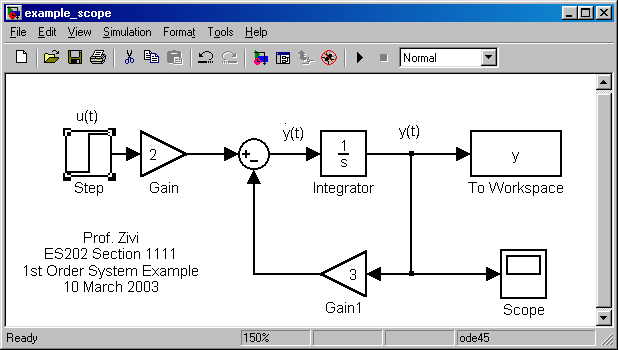 example_scope
File Edit View Simulation Format Tools Help
Normal
u(t)
ẏ(t)
y(t)
2
+
−
1
s
y
Step
Gain
Integrator
To Workspace
Prof. Zivi
ES202 Section 1111
1st Order System Example
10 March 2003
3
Gain1
Scope
Ready
150%
ode45